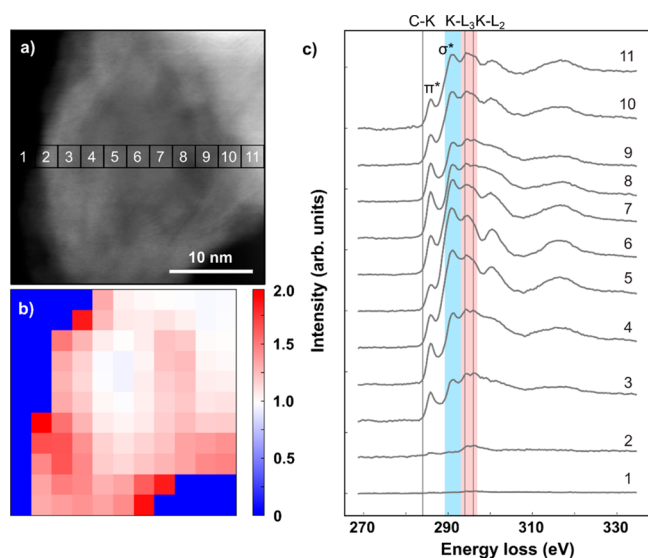 a)
1 2 3 4 5 6 7 8 9 10 11
10 nm
b)
2.0
1.5
1.0
0.5
0
c)
C-K K-L₃K-L₂
σ*
π*
11
10
9
8
7
6
5
4
3
2
1
Intensity (arb. units)
270 290 310 330
Energy loss (eV)